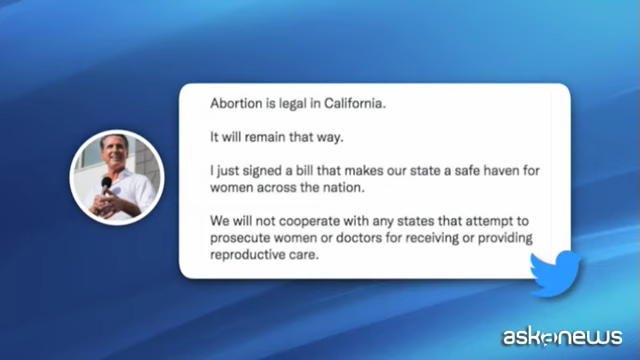 Abortion is legal in California.
It will remain that way.
I just signed a bill that makes our state a safe haven for
women across the nation.
We will not cooperate with any states that attempt to
prosecute women or doctors for receiving or providing
reproductive care.
askanews